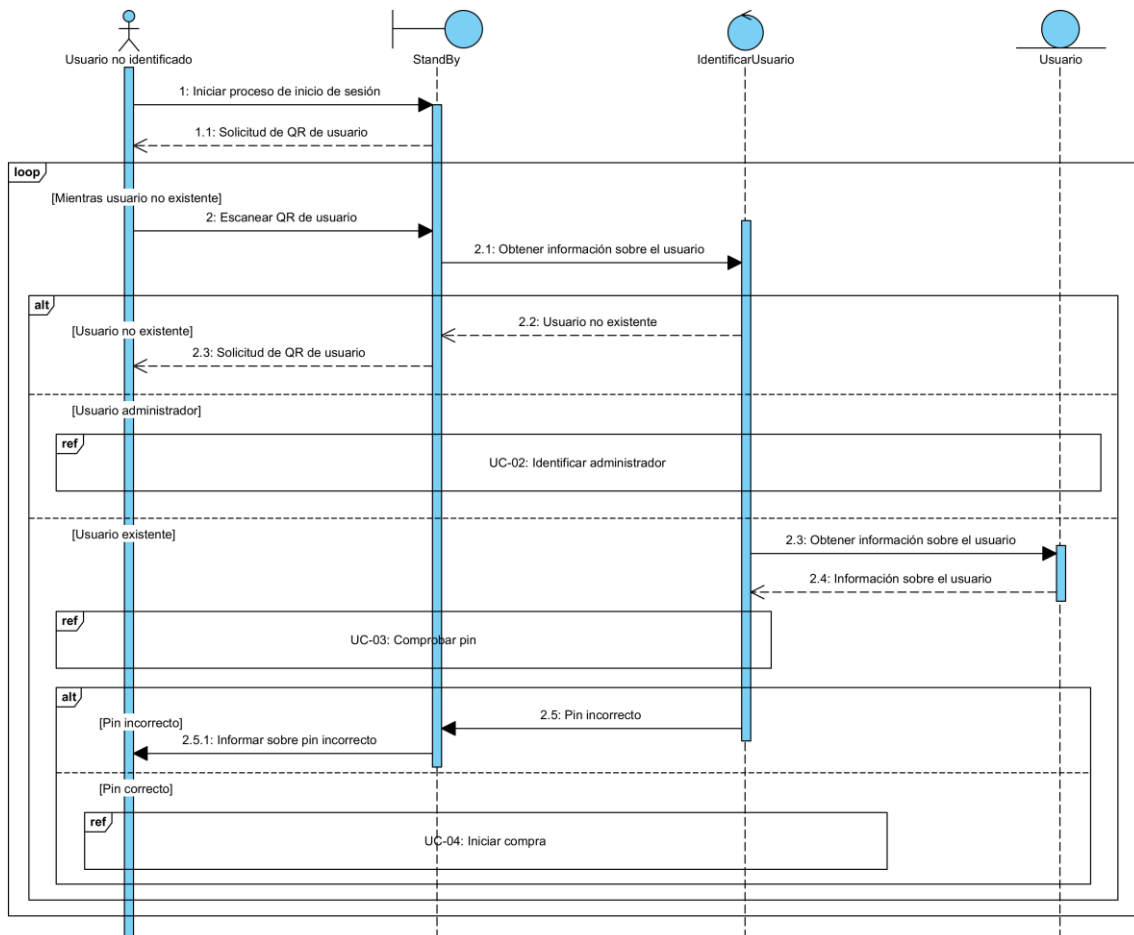 Usuario no identificado
StandBy
IdentificarUsuario
Usuario
1: Iniciar proceso de inicio de sesión
1.1: Solicitud de QR de usuario
loop
[Mientras usuario no existente]
2: Escanear QR de usuario
2.1: Obtener información sobre el usuario
alt
[Usuario no existente]
2.2: Usuario no existente
2.3: Solicitud de QR de usuario
[Usuario administrador]
ref
UC-02: Identificar administrador
[Usuario existente]
2.3: Obtener información sobre el usuario
2.4: Información sobre el usuario
ref
UC-03: Comprobar pin
alt
[Pin incorrecto]
2.5: Pin incorrecto
2.5.1: Informar sobre pin incorrecto
[Pin correcto]
ref
UC-04: Iniciar compra